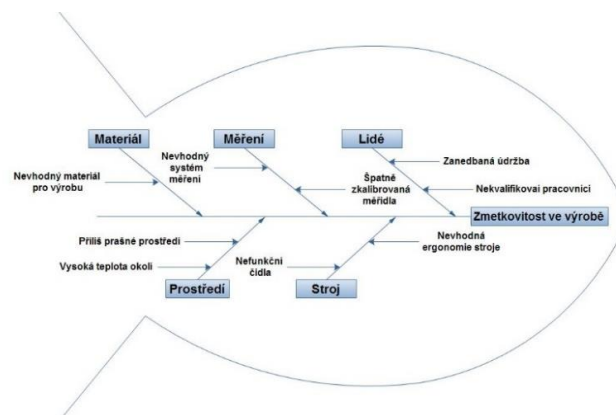 Materiál
Měření
Lidé
Nevhodný
systém
měření
Zanedbaná údržba
Nevhodný materiál
pro výrobu
Špatně
zkalibrovaná
měřidla
Nekvalifikovaí pracovníci
Zmetkovitost ve výrobě
Příliš prašné prostředí
Nevhodná
ergonomie stroje
Vysoká teplota okolí
Nefunkční
čidla
Prostředí
Stroj